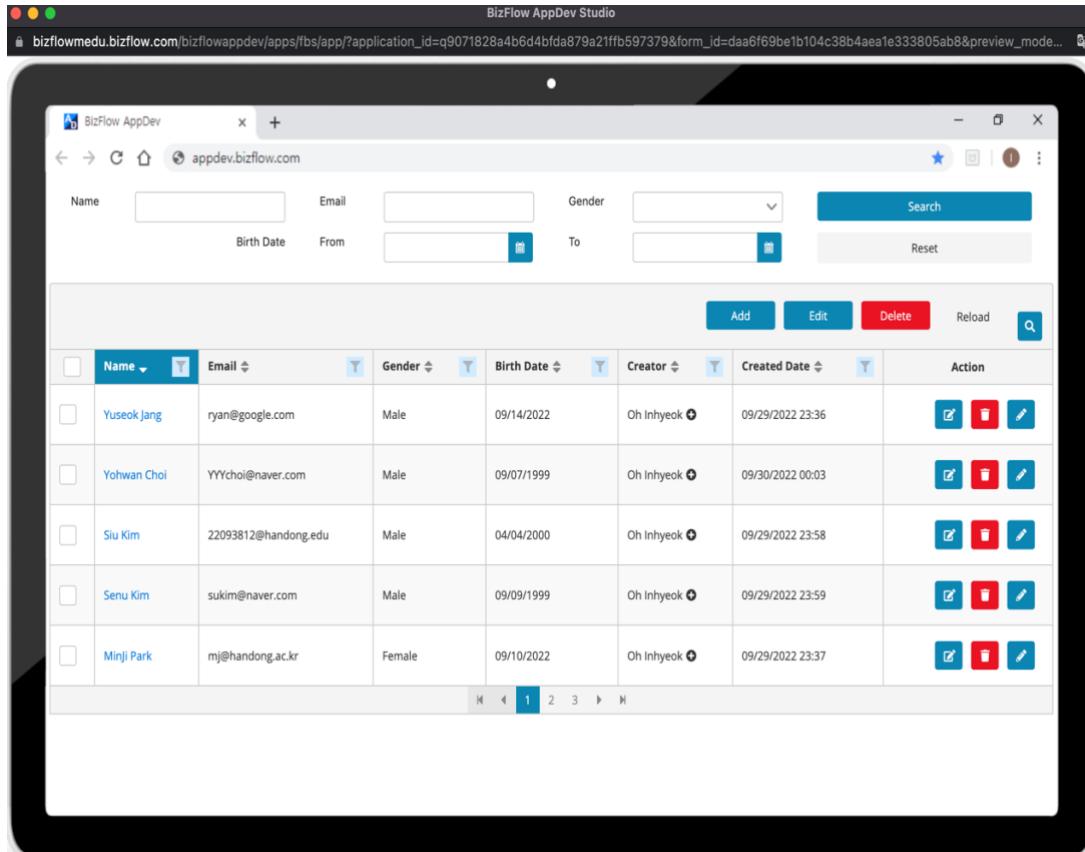 BizFlow AppDev Studio
bizflowmedu.bizflow.com/bizflowappdev/apps/fbs/app/?application_id=q9071828a4b6d4bfda879a21ffb597379&form_id=daa6f69be1b104c38b4aea1e333805ab8&preview_mode...
BizFlow AppDev
appdev.bizflow.com
Name Email Gender Search
Birth Date From To Reset
Add Edit Delete Reload
Name Email Gender Birth Date Creator Created Date Action
Yuseok Jang ryan@google.com Male 09/14/2022 Oh Inhyeok 09/29/2022 23:36
Yohwan Choi YYYchoi@naver.com Male 09/07/1999 Oh Inhyeok 09/30/2022 00:03
Siu Kim 22093812@handong.edu Male 04/04/2000 Oh Inhyeok 09/29/2022 23:58
Senu Kim sukim@naver.com Male 09/09/1999 Oh Inhyeok 09/29/2022 23:59
MinJi Park mj@handong.ac.kr Female 09/10/2022 Oh Inhyeok 09/29/2022 23:37
1 2 3